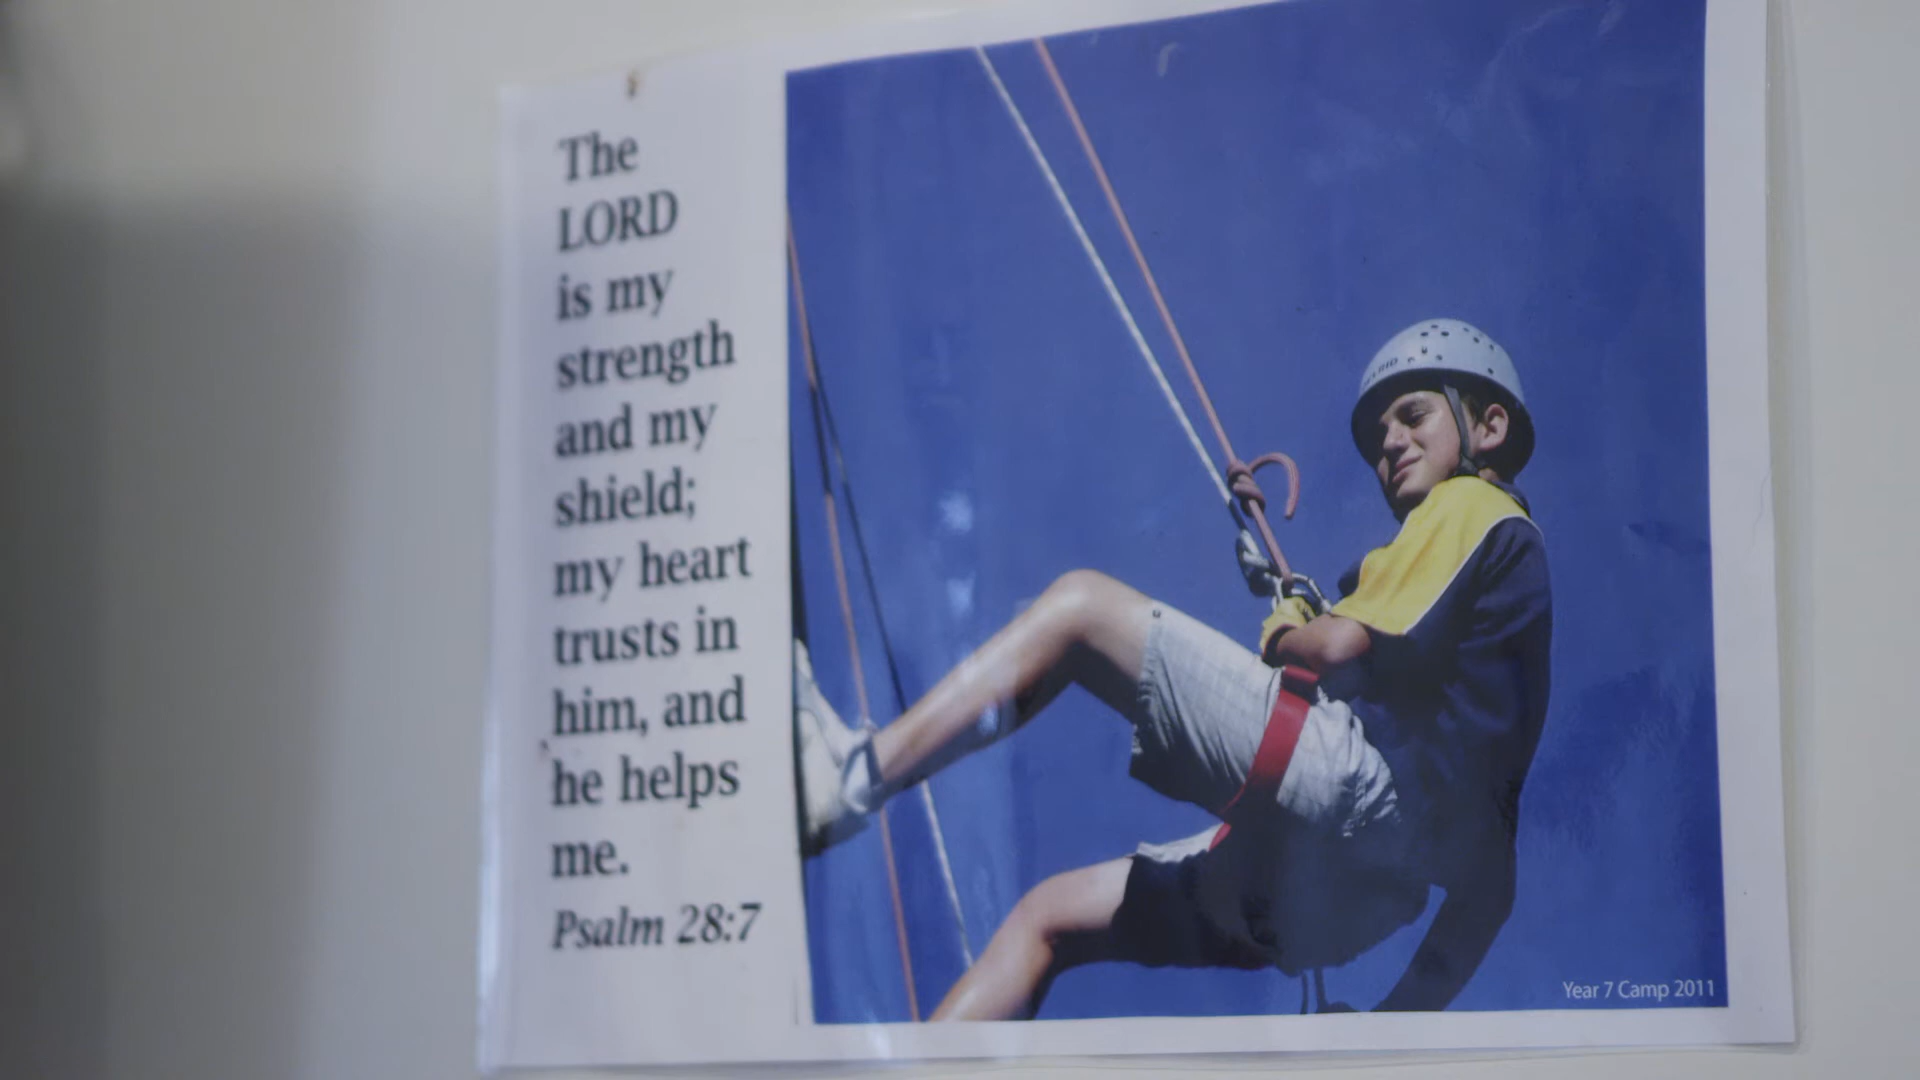 The
LORD
is my
strength
and my
shield;
my heart
trusts in
him, and
he helps
me.
Psalm 28:7
Year 7 Camp 2011